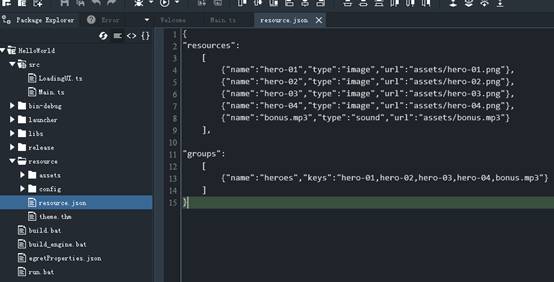 Package Explorer
Error
Welcome
Main.ts
resource.json
HelloWorld
src
LoadingUI.ts
Main.ts
bin-debug
launcher
libs
release
resource
assets
config
resource.json
theme.thm
build.bat
build_engine.bat
egretProperties.json
run.bat
1 {
2 "resources":
3 [
4 {"name":"hero-01","type":"image","url":"assets/hero-01.png"},
5 {"name":"hero-02","type":"image","url":"assets/hero-02.png"},
6 {"name":"hero-03","type":"image","url":"assets/hero-03.png"},
7 {"name":"hero-04","type":"image","url":"assets/hero-04.png"},
8 {"name":"bonus.mp3","type":"sound","url":"assets/bonus.mp3"}
9 ],
10
11 "groups":
12 [
13 {"name":"heroes","keys":"hero-01,hero-02,hero-03,hero-04,bonus.mp3"}
14 ]
15 }